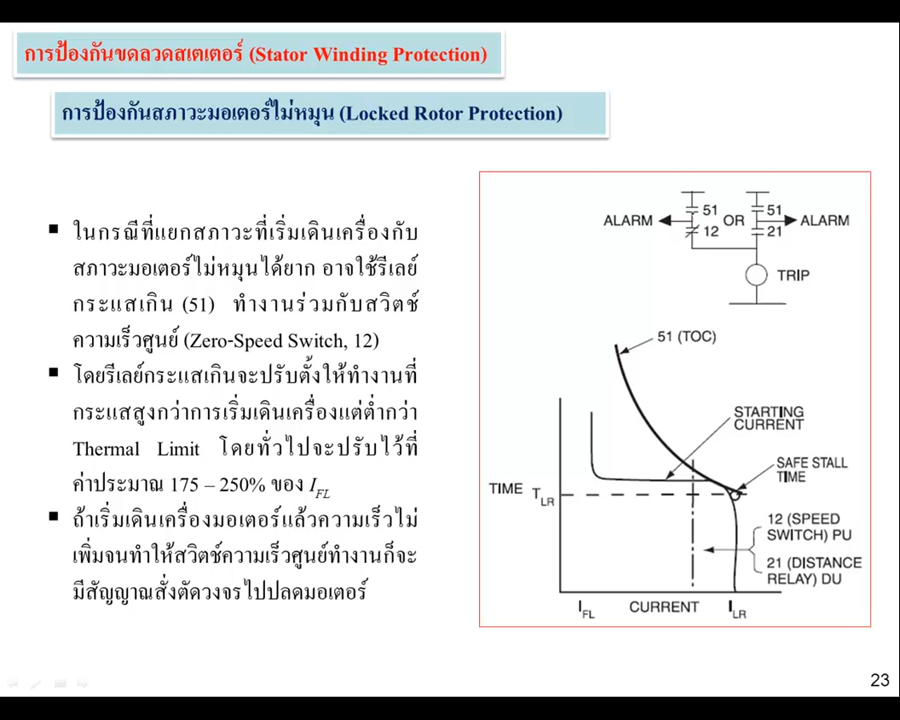 การป้องกันขดลวดสเตเตอร์ (Stator Winding Protection)
การป้องกันสภาวะมอเตอร์ไม่หมุน (Locked Rotor Protection)
▪ ในกรณีที่แยกสภาวะที่เริ่มเดินเครื่องกับ
สภาวะมอเตอร์ไม่หมุนได้ยาก อาจใช้รีเลย์
กระแสเกิน (51) ทำงานร่วมกับสวิตช์
ความเร็วศูนย์ (Zero-Speed Switch, 12)
▪ โดยรีเลย์กระแสเกินจะปรับตั้งให้ทำงานที่
กระแสสูงกว่าการเริ่มเดินเครื่องแต่ต่ำกว่า
Thermal Limit โดยทั่วไปจะปรับไว้ที่
ค่าประมาณ 175 – 250% ของ I_FL
▪ ถ้าเริ่มเดินเครื่องมอเตอร์แล้วความเร็วไม่
เพิ่มจนทำให้สวิตช์ความเร็วศูนย์ทำงานก็จะ
มีสัญญาณสั่งตัดวงจรไปปลดมอเตอร์
51 51
ALARM OR ALARM
12 21
TRIP
51 (TOC)
STARTING
CURRENT
SAFE STALL
TIME
TIME T_LR
12 (SPEED
SWITCH) PU
21 (DISTANCE
RELAY) DU
I_FL CURRENT I_LR
23